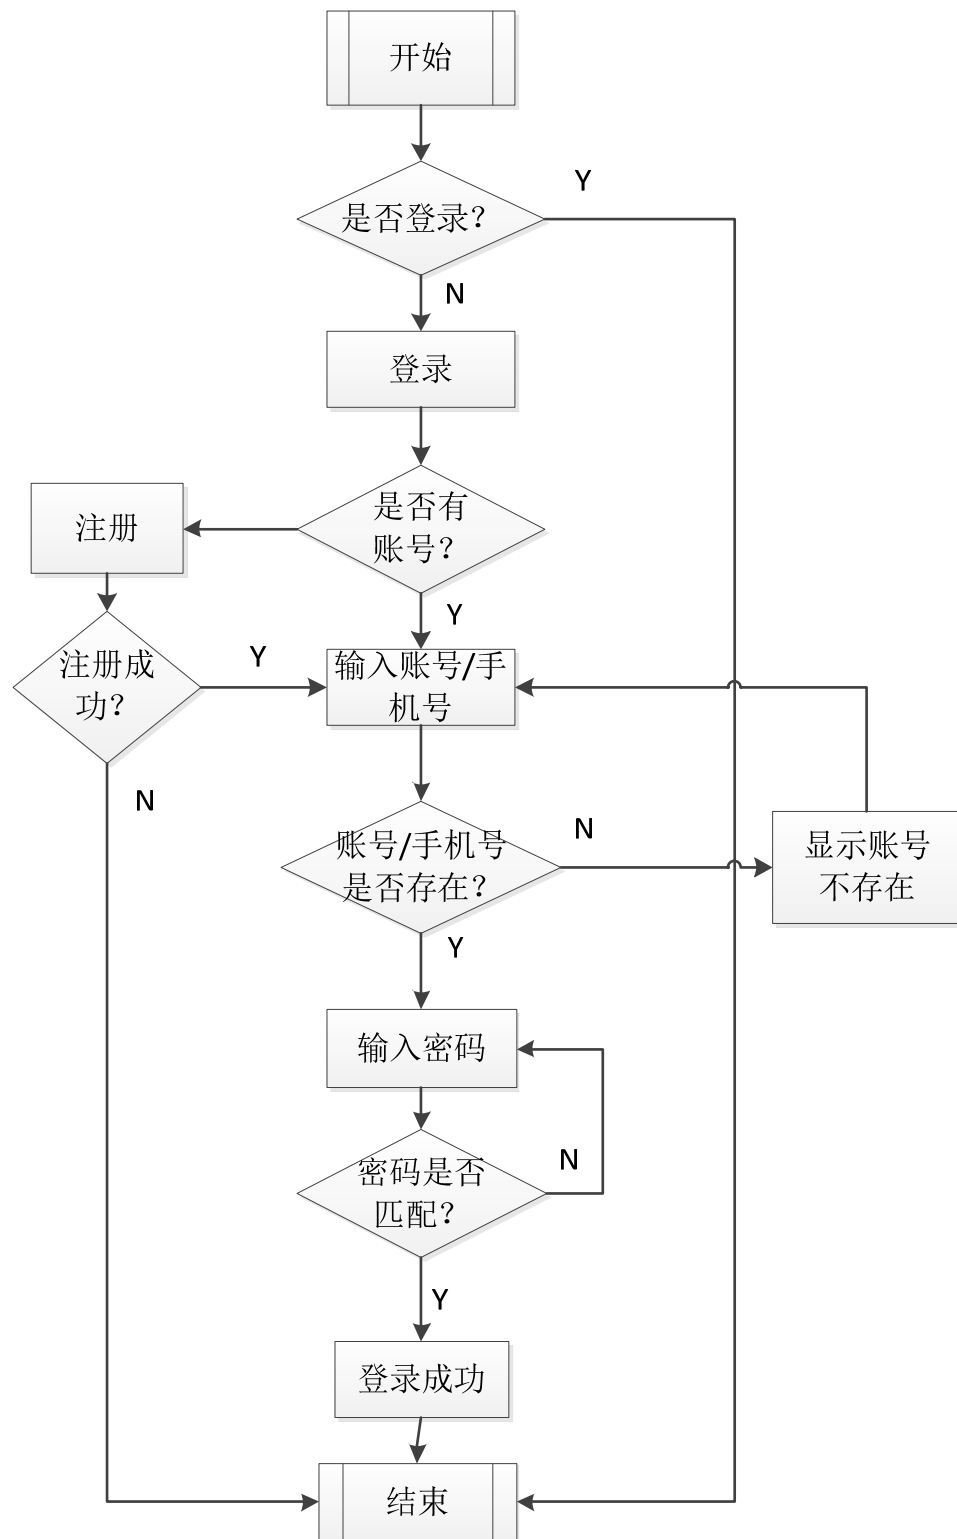 开始
Y
是否登录？
N
登录
是否有
账号？
注册
Y
注册成
功？
Y
输入账号/手
机号
N
账号/手机号
是否存在？
N
显示账号
不存在
Y
输入密码
密码是否
匹配？
N
Y
登录成功
结束